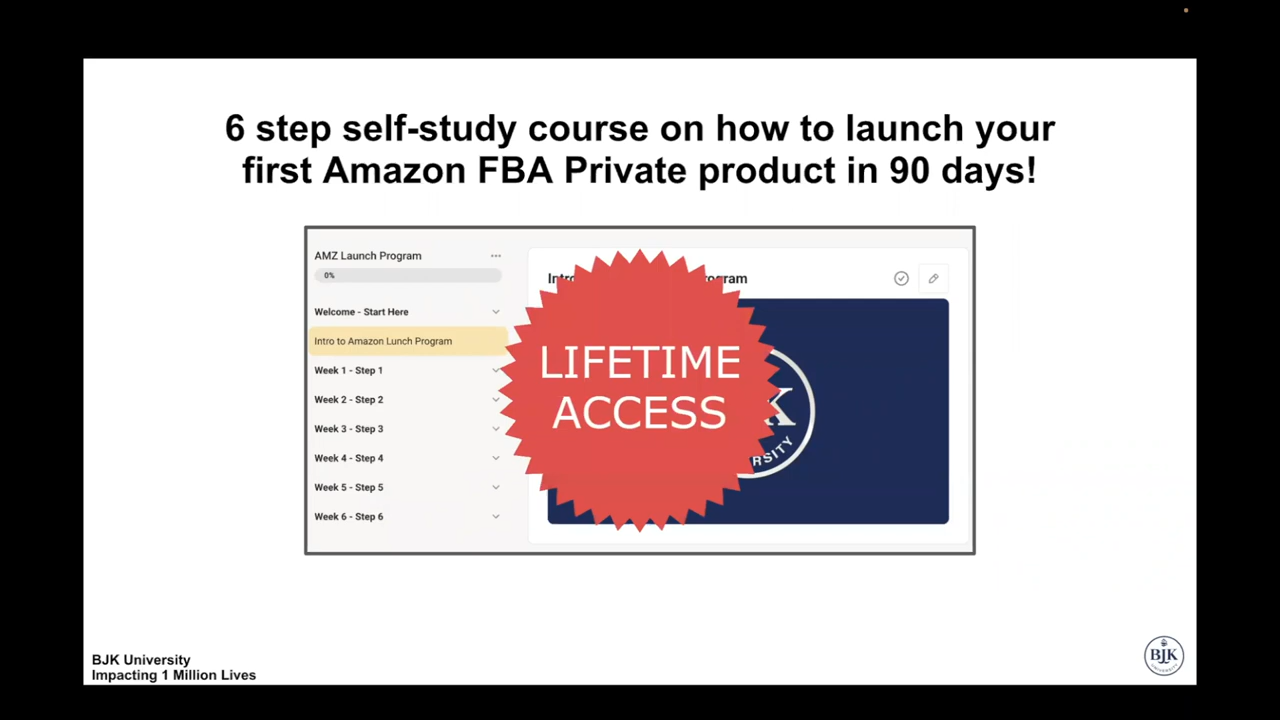 6 step self-study course on how to launch your
first Amazon FBA Private product in 90 days!
AMZ Launch Program
0%
Welcome - Start Here
Intro to Amazon Lunch Program
Week 1 - Step 1
Week 2 - Step 2
Week 3 - Step 3
Week 4 - Step 4
Week 5 - Step 5
Week 6 - Step 6
LIFETIME
ACCESS
BJK University
Impacting 1 Million Lives
BJK
UNIVERSITY